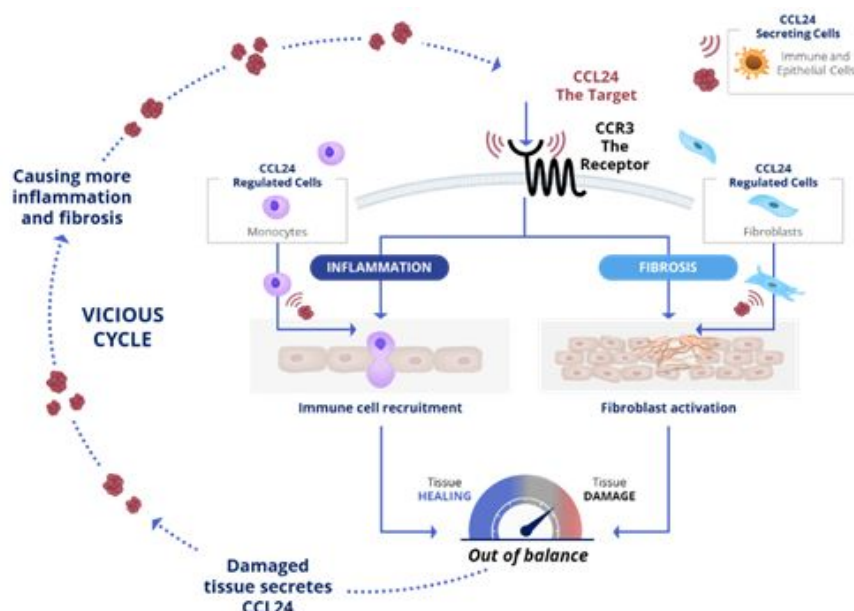 CCL24
Secreting Cells
Immune and
Epithelial Cells
CCL24
The Target
CCR3
The
Receptor
CCL24
Regulated Cells
Monocytes
CCL24
Regulated Cells
Fibroblasts
Causing more
inflammation
and fibrosis
INFLAMMATION
FIBROSIS
VICIOUS
CYCLE
Immune cell recruitment
Fibroblast activation
Tissue
HEALING
Tissue
DAMAGE
Out of balance
Damaged
tissue secretes
CCL24